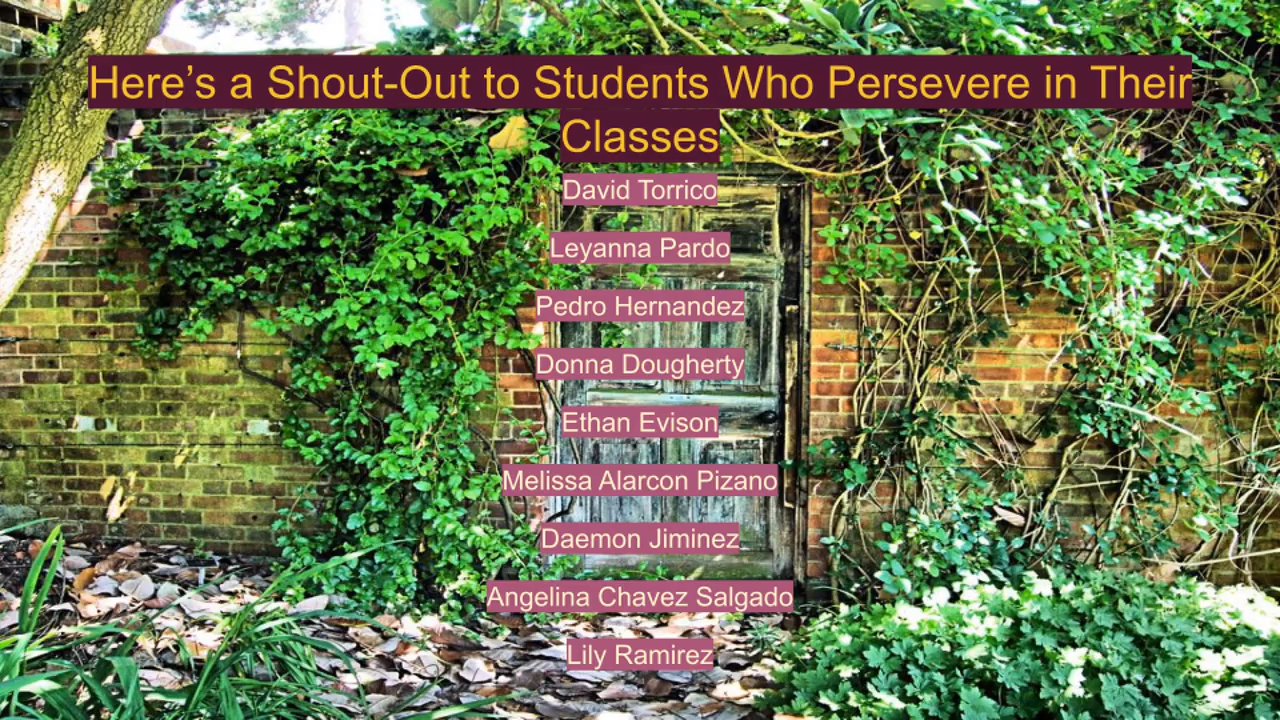 Here’s a Shout-Out to Students Who Persevere in Their
Classes
David Torrico
Leyanna Pardo
Pedro Hernandez
Donna Dougherty
Ethan Evison
Melissa Alarcon Pizano
Daemon Jiminez
Angelina Chavez Salgado
Lily Ramirez